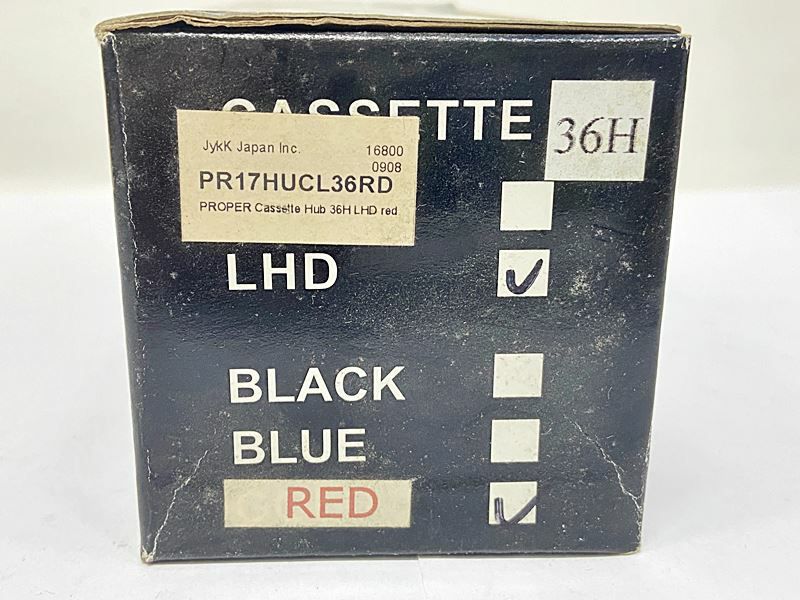 CASSETTE 36H
JykK Japan Inc. 16800
0908
PR17HUCL36RD
PROPER Cassette Hub 36H LHD red
LHD
BLACK
BLUE
RED